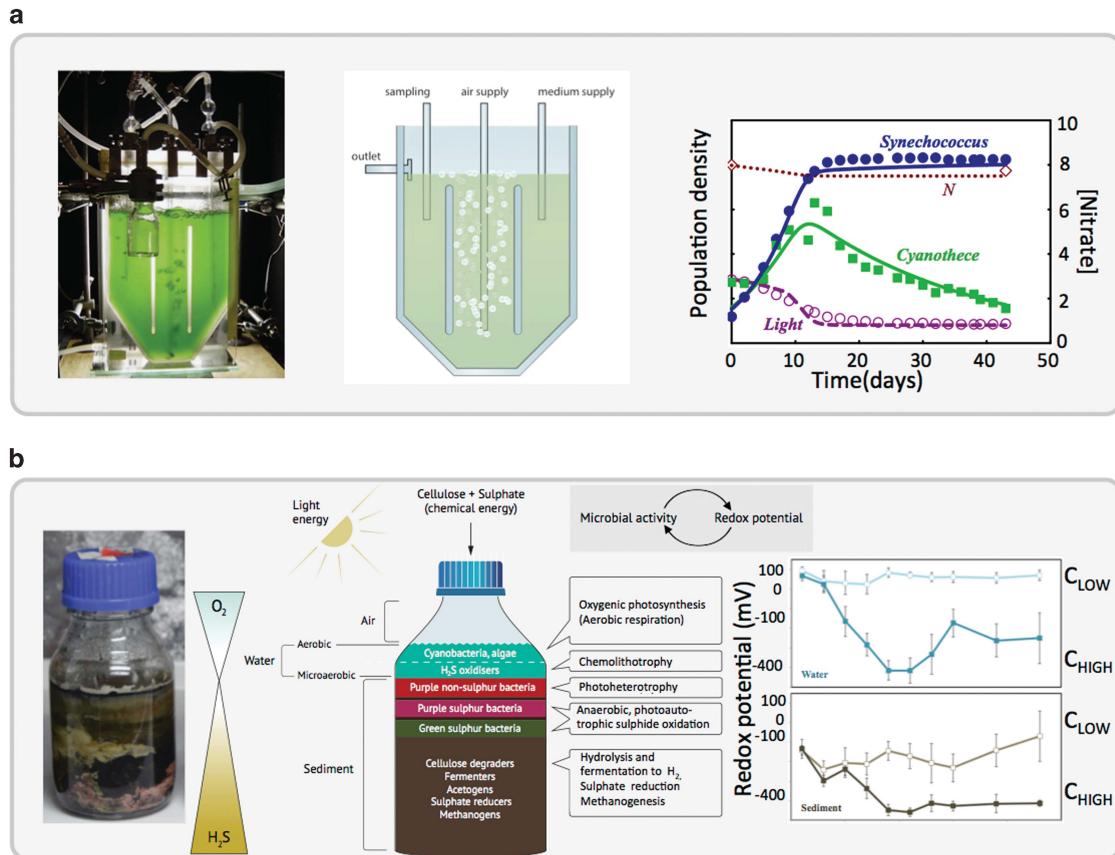 a
sampling air supply medium supply
outlet
Population density
Synechococcus
N
Cyanothece
Light
10
8
6
4
2
0
[Nitrate]
0 10 20 30 40 50
Time(days)
b
O2
H2S
Light
energy
Cellulose + Sulphate
(chemical energy)
Microbial activity Redox potential
Air
Water
Aerobic
Microaerobic
Sediment
Cyanobacteria, algae
H2S oxidisers
Purple non-sulphur bacteria
Purple sulphur bacteria
Green sulphur bacteria
Cellulose degraders
Fermenters
Acetogens
Sulphate reducers
Methanogens
Oxygenic photosynthesis
(Aerobic respiration)
Chemolithotrophy
Photoheterotrophy
Anaerobic, photoauto-
trophic sulphide oxidation
Hydrolysis and
fermentation to H2,
Sulphate reduction
Methanogenesis
Redox potential (mV)
100
0
-100
-400
Water
CLOW
CHIGH
100
0
-100
-400
Sediment
CLOW
CHIGH